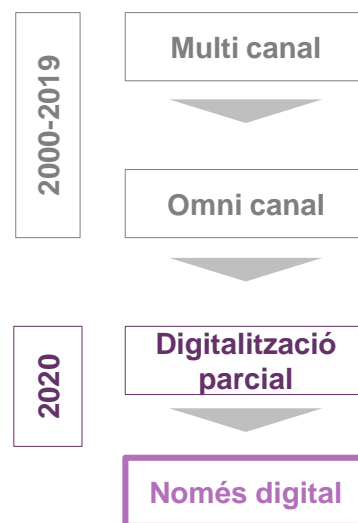 2000-2019
Multi canal
Omni canal
2020
Digitalització
parcial
Només digital